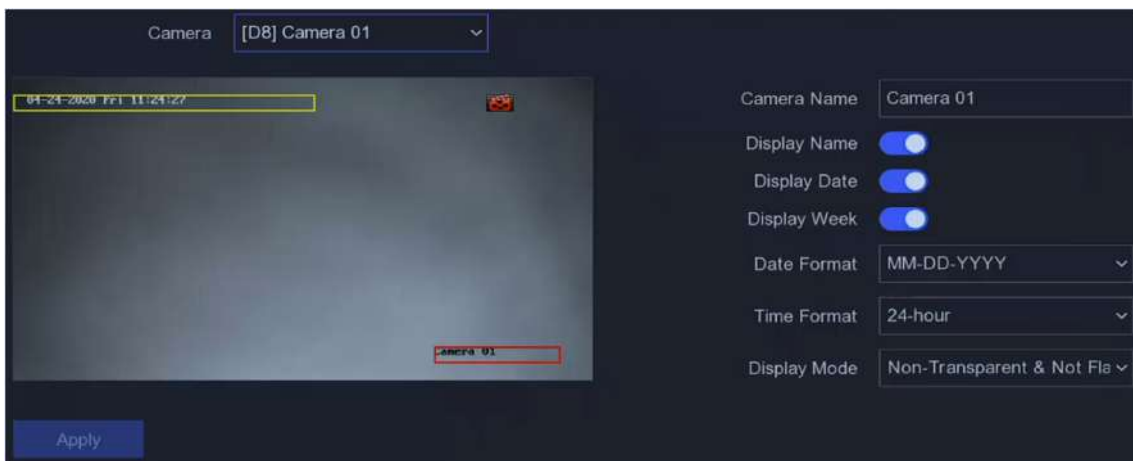 Camera [D8] Camera 01
04-24-2020 Fri 11:24:27
Camera 01
Camera Name Camera 01
Display Name
Display Date
Display Week
Date Format MM-DD-YYYY
Time Format 24-hour
Display Mode Non-Transparent & Not Fla
Apply